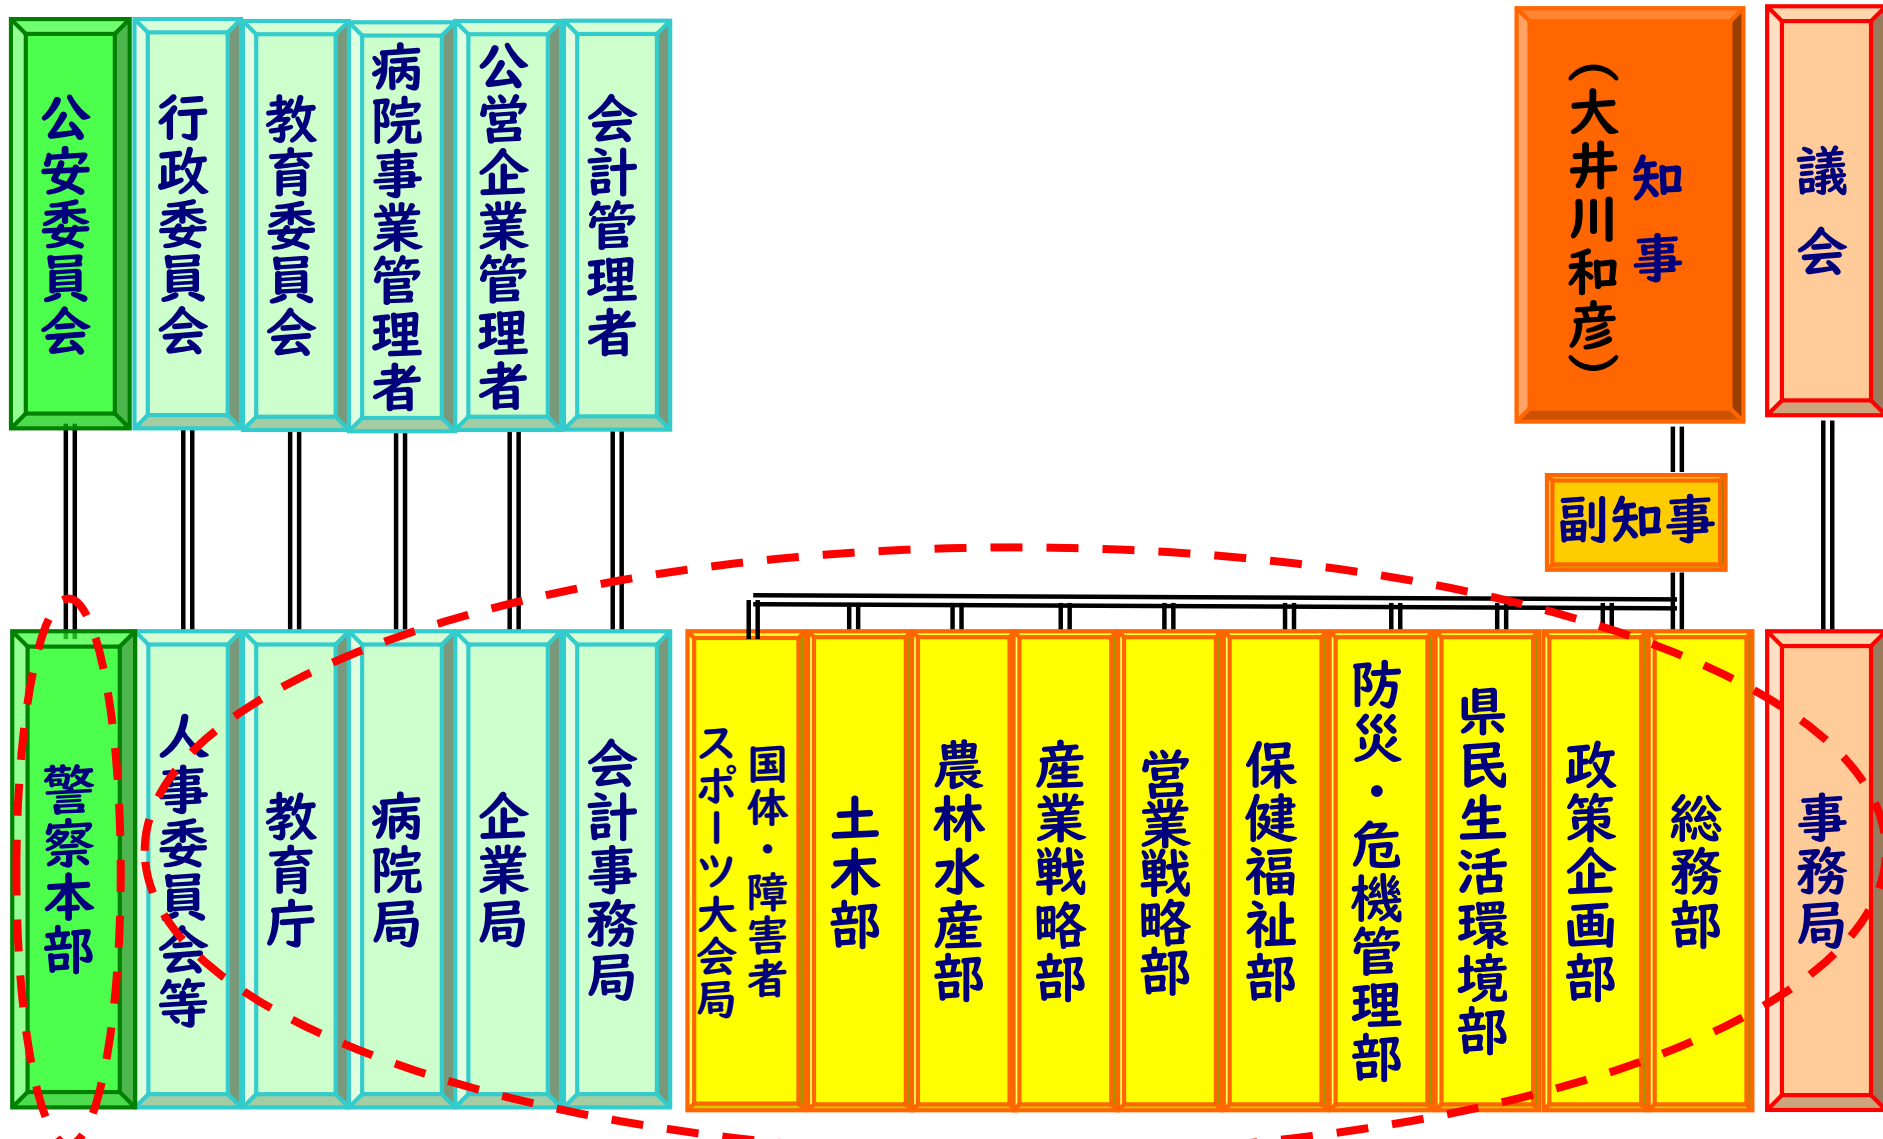 議会
知事
（大井川和彦）
副知事
会計管理者
公営企業管理者
病院事業管理者
教育委員会
行政委員会
公安委員会
事務局
総務部
政策企画部
県民生活環境部
防災・危機管理部
保健福祉部
営業戦略部
産業戦略部
農林水産部
土木部
国体・障害者
スポーツ大会局
会計事務局
企業局
病院局
教育庁
人事委員会等
警察本部